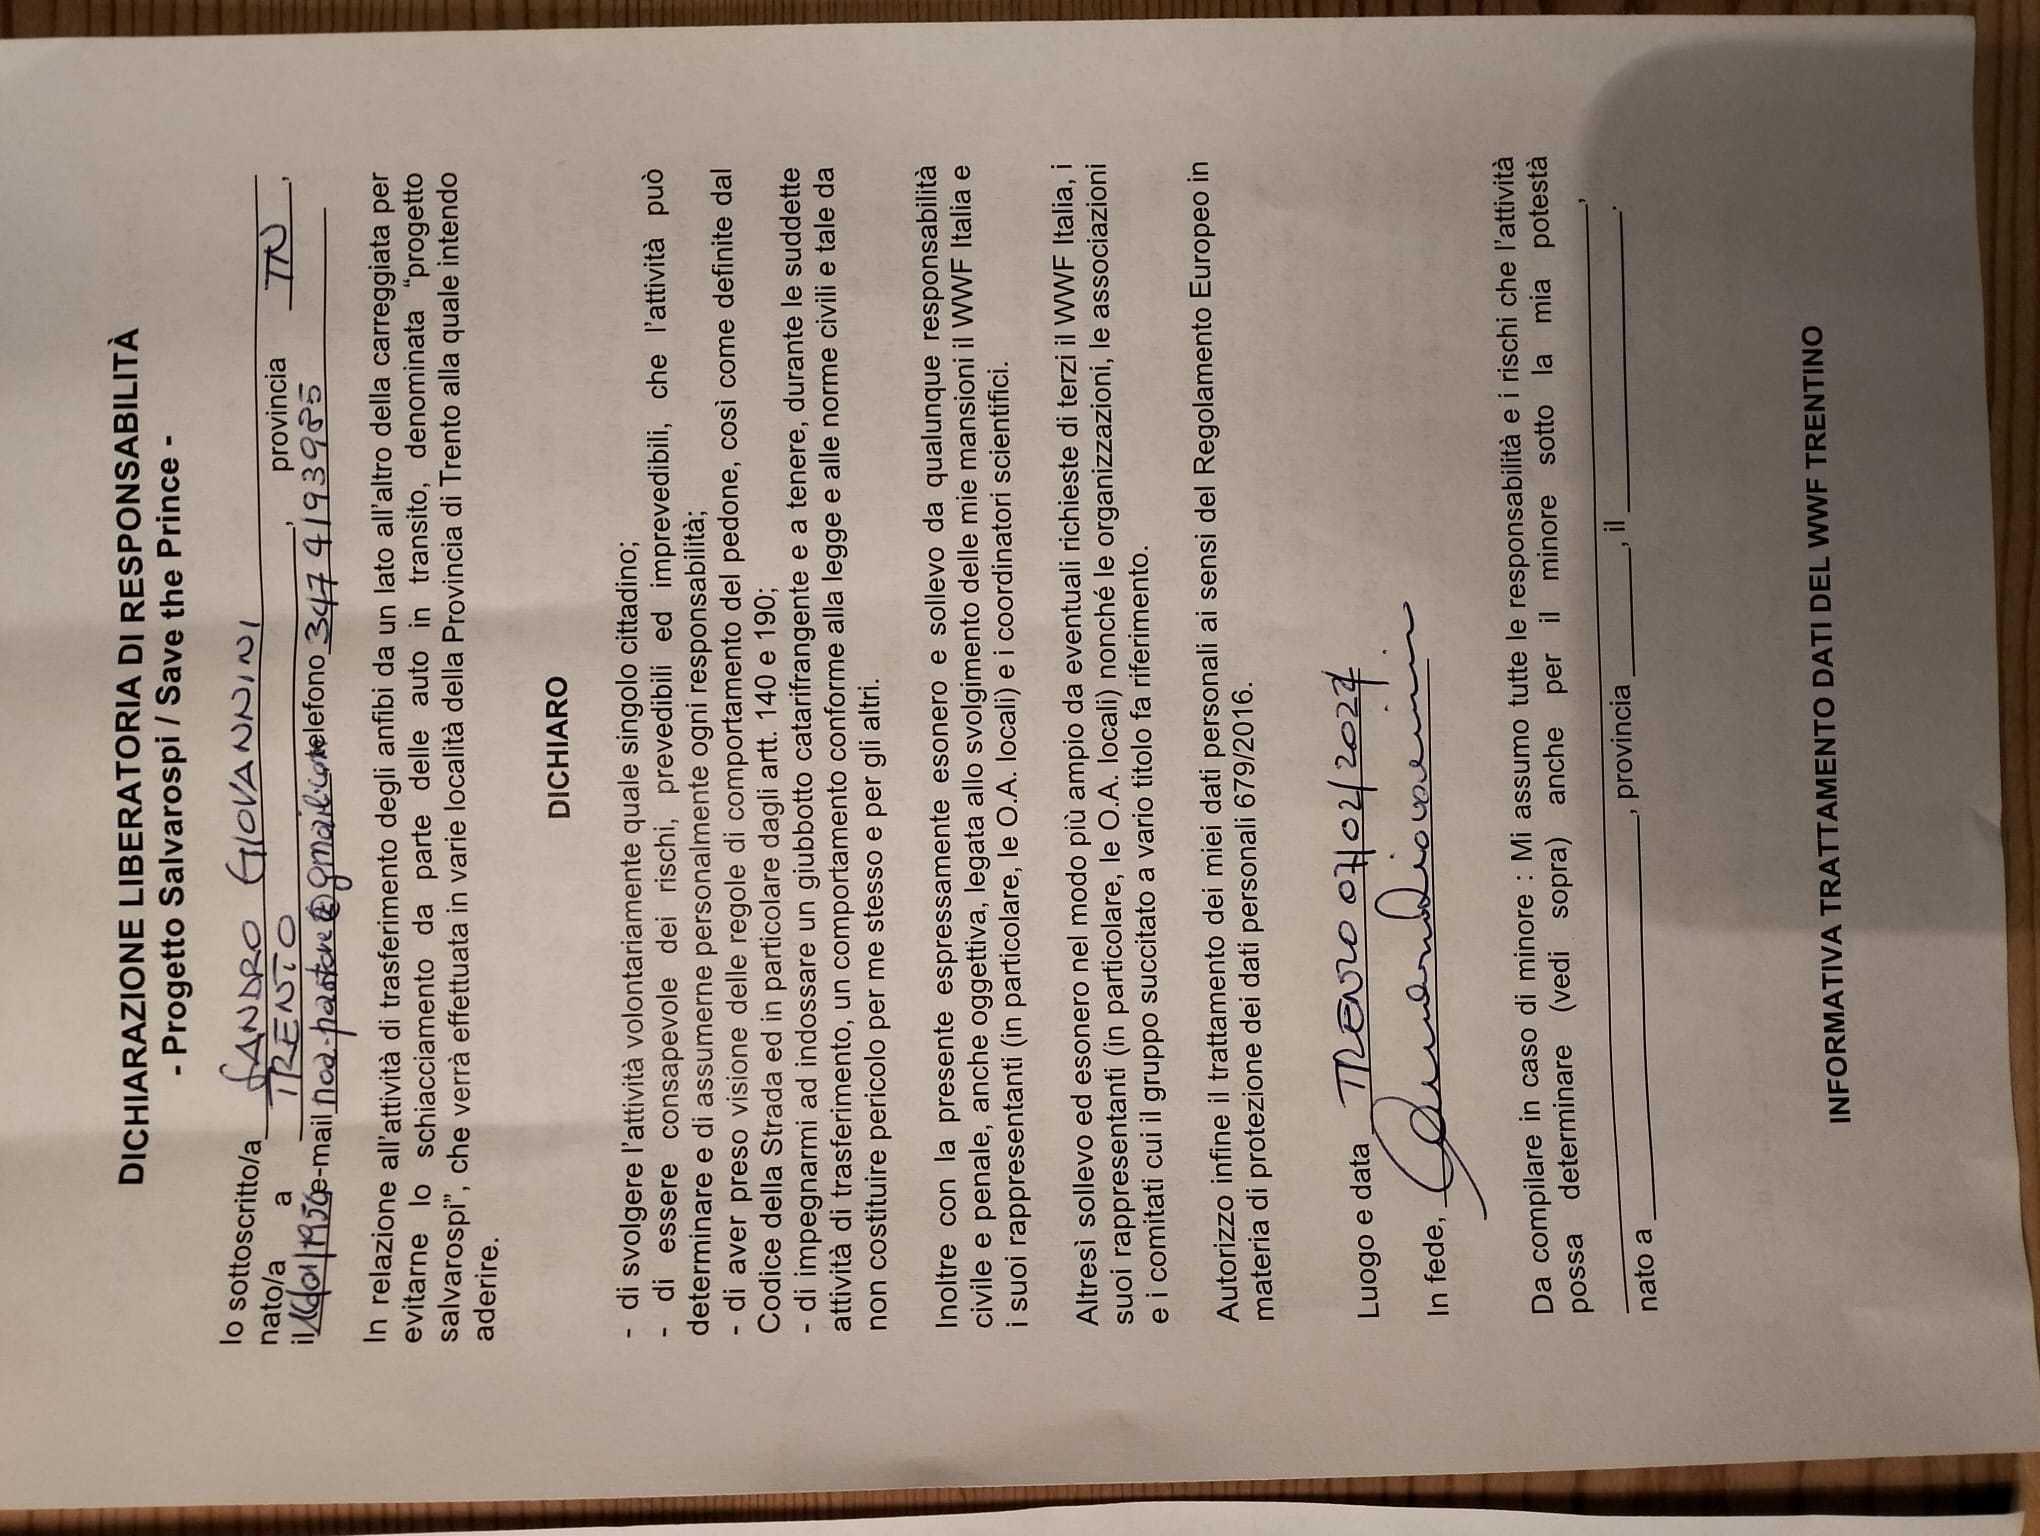 DICHIARAZIONE LIBERATORIA DI RESPONSABILITÀ
- Progetto Salvarospi / Save the Prince -
Io sottoscritto/a SANDRO GIOVANNINI
nato/a a TRENTO, provincia TN,
il /01/1956 e-mail @gmail.com telefono 347 4193985
In relazione all'attività di trasferimento degli anfibi da un lato all'altro della carreggiata per
evitarne lo schiacciamento da parte delle auto in transito, denominata "progetto
salvarospi", che verrà effettuata in varie località della Provincia di Trento alla quale intendo
aderire.
DICHIARO
- di svolgere l'attività volontariamente quale singolo cittadino;
- di essere consapevole dei rischi, prevedibili ed imprevedibili, che l'attività può
determinare e di assumerne personalmente ogni responsabilità;
- di aver preso visione delle regole di comportamento del pedone, così come definite dal
Codice della Strada ed in particolare dagli artt. 140 e 190;
- di impegnarmi ad indossare un giubbotto catarifrangente e a tenere, durante le suddette
attività di trasferimento, un comportamento conforme alla legge e alle norme civili e tale da
non costituire pericolo per me stesso e per gli altri.
Inoltre con la presente espressamente esonero e sollevo da qualunque responsabilità
civile e penale, anche oggettiva, legata allo svolgimento delle mie mansioni il WWF Italia e
i suoi rappresentanti (in particolare, le O.A. locali) e i coordinatori scientifici.
Altresì sollevo ed esonero nel modo più ampio da eventuali richieste di terzi il WWF Italia, i
suoi rappresentanti (in particolare, le O.A. locali) nonché le organizzazioni, le associazioni
e i comitati cui il gruppo succitato a vario titolo fa riferimento.
Autorizzo infine il trattamento dei miei dati personali ai sensi del Regolamento Europeo in
materia di protezione dei dati personali 679/2016.
Luogo e data TRENTO 07/02/2024
In fede, Giovannini
Da compilare in caso di minore : Mi assumo tutte le responsabilità e i rischi che l'attività
possa determinare (vedi sopra) anche per il minore sotto la mia potestà
,
nato a , provincia , il .
INFORMATIVA TRATTAMENTO DATI DEL WWF TRENTINO